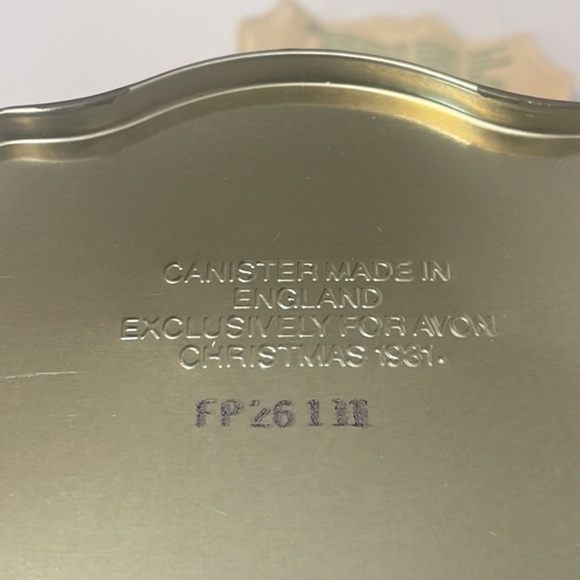 CANISTER MADE IN
ENGLAND
EXCLUSIVELY FOR AVON
CHRISTMAS 1981.